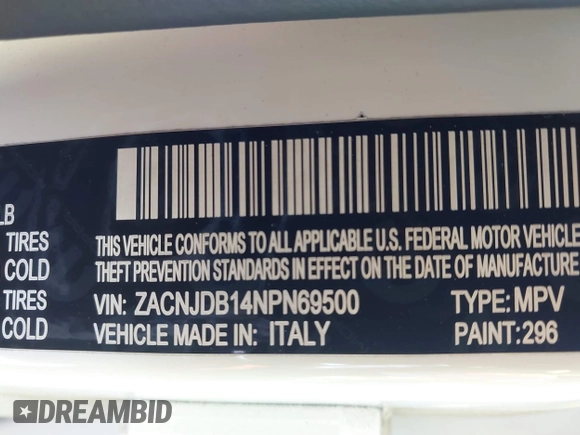 LB
TIRES
COLD
TIRES
COLD
THIS VEHICLE CONFORMS TO ALL APPLICABLE U.S. FEDERAL MOTOR VEHICLE
THEFT PREVENTION STANDARDS IN EFFECT ON THE DATE OF MANUFACTURE
VIN: ZACNJDB14NPN69500 TYPE: MPV
VEHICLE MADE IN: ITALY PAINT:296
DREAMBID